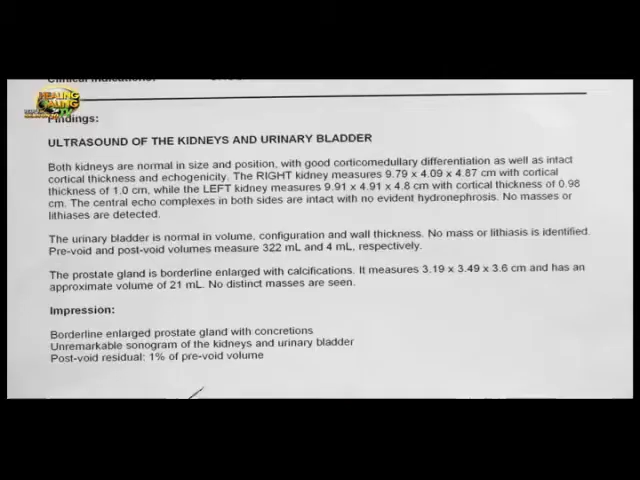 HEALING
GALING
TV
Findings:
ULTRASOUND OF THE KIDNEYS AND URINARY BLADDER
Both kidneys are normal in size and position, with good corticomedullary differentiation as well as intact
cortical thickness and echogenicity. The RIGHT kidney measures 9.79 x 4.09 x 4.87 cm with cortical
thickness of 1.0 cm, while the LEFT kidney measures 9.91 x 4.91 x 4.8 cm with cortical thickness of 0.98
cm. The central echo complexes in both sides are intact with no evident hydronephrosis. No masses or
lithiases are detected.
The urinary bladder is normal in volume, configuration and wall thickness. No mass or lithiasis is identified.
Pre-void and post-void volumes measure 322 mL and 4 mL, respectively.
The prostate gland is borderline enlarged with calcifications. It measures 3.19 x 3.49 x 3.6 cm and has an
approximate volume of 21 mL. No distinct masses are seen.
Impression:
Borderline enlarged prostate gland with concretions
Unremarkable sonogram of the kidneys and urinary bladder
Post-void residual: 1% of pre-void volume